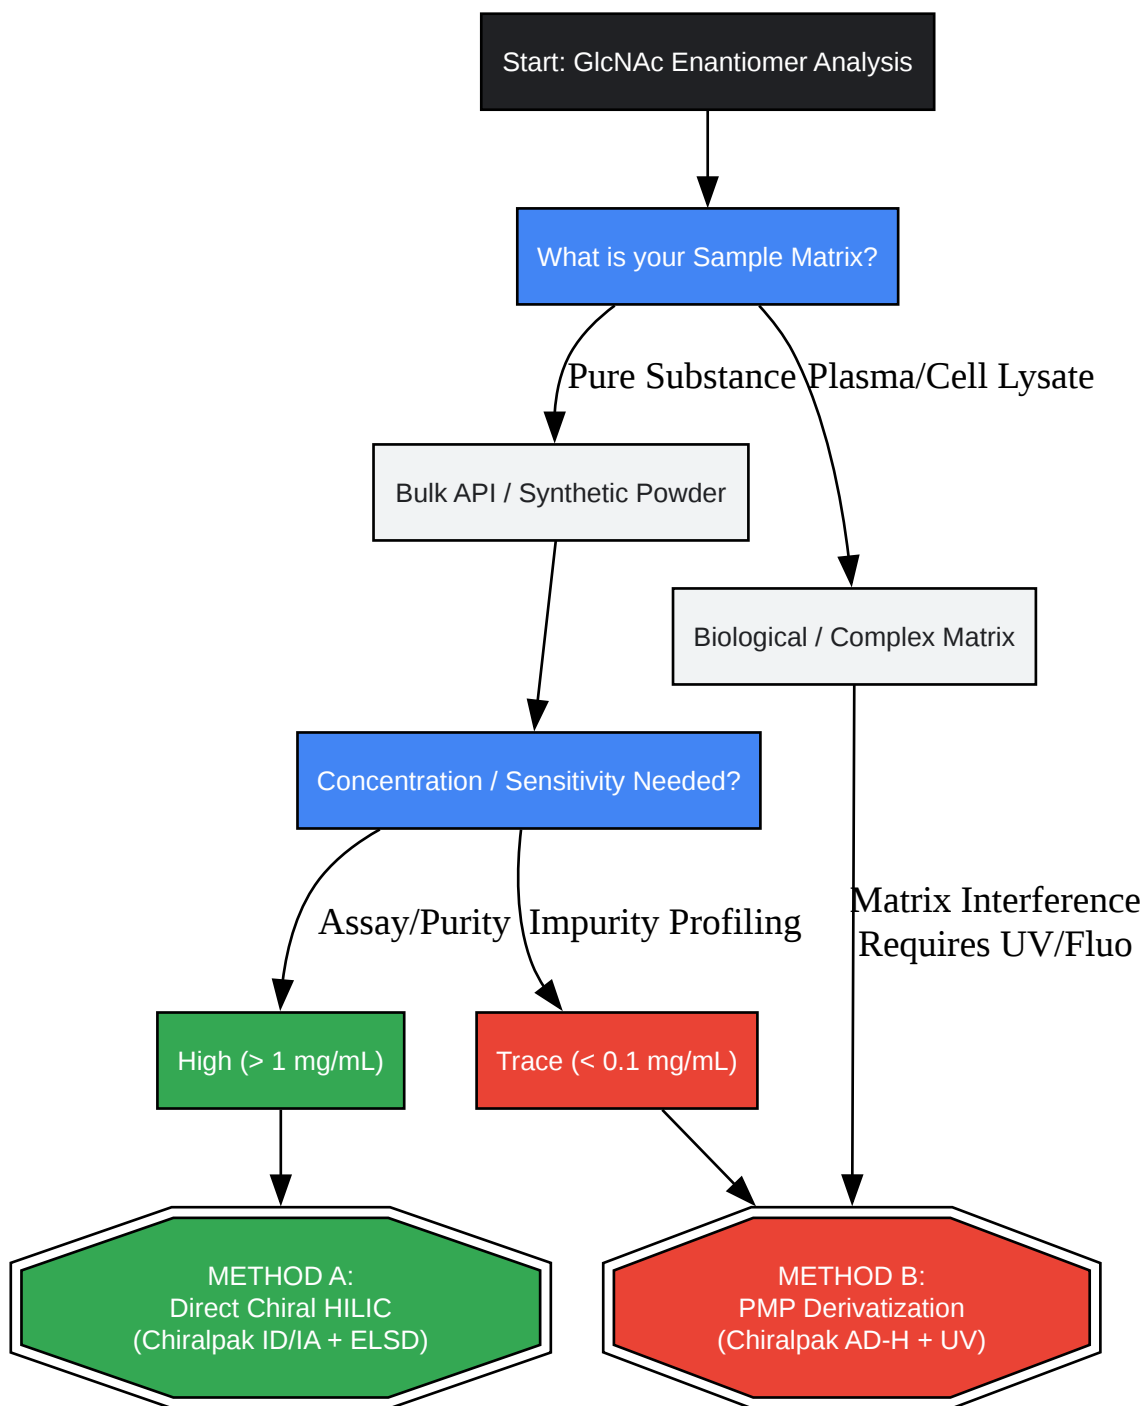 Start: GlcNAc Enantiomer Analysis
What is your Sample Matrix?
Pure Substance
Plasma/Cell Lysate
Bulk API / Synthetic Powder
Biological / Complex Matrix
Concentration / Sensitivity Needed?
Assay/Purity
Impurity Profiling
Matrix Interference
Requires UV/Fluo
High (> 1 mg/mL)
Trace (< 0.1 mg/mL)
METHOD A:
Direct Chiral HILIC
(Chiralpak ID/IA + ELSD)
METHOD B:
PMP Derivatization
(Chiralpak AD-H + UV)